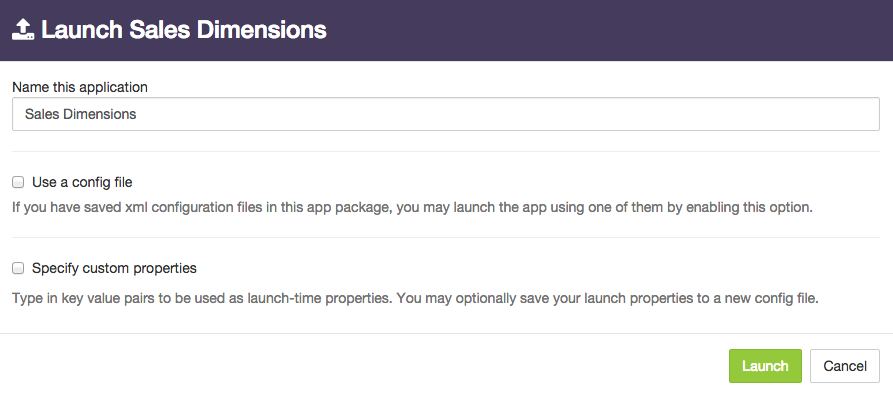 Launch Sales Dimensions
Name this application
Sales Dimensions
Use a config file
If you have saved xml configuration files in this app package, you may launch the app using one of them by enabling this option.
Specify custom properties
Type in key value pairs to be used as launch-time properties. You may optionally save your launch properties to a new config file.
Launch
Cancel